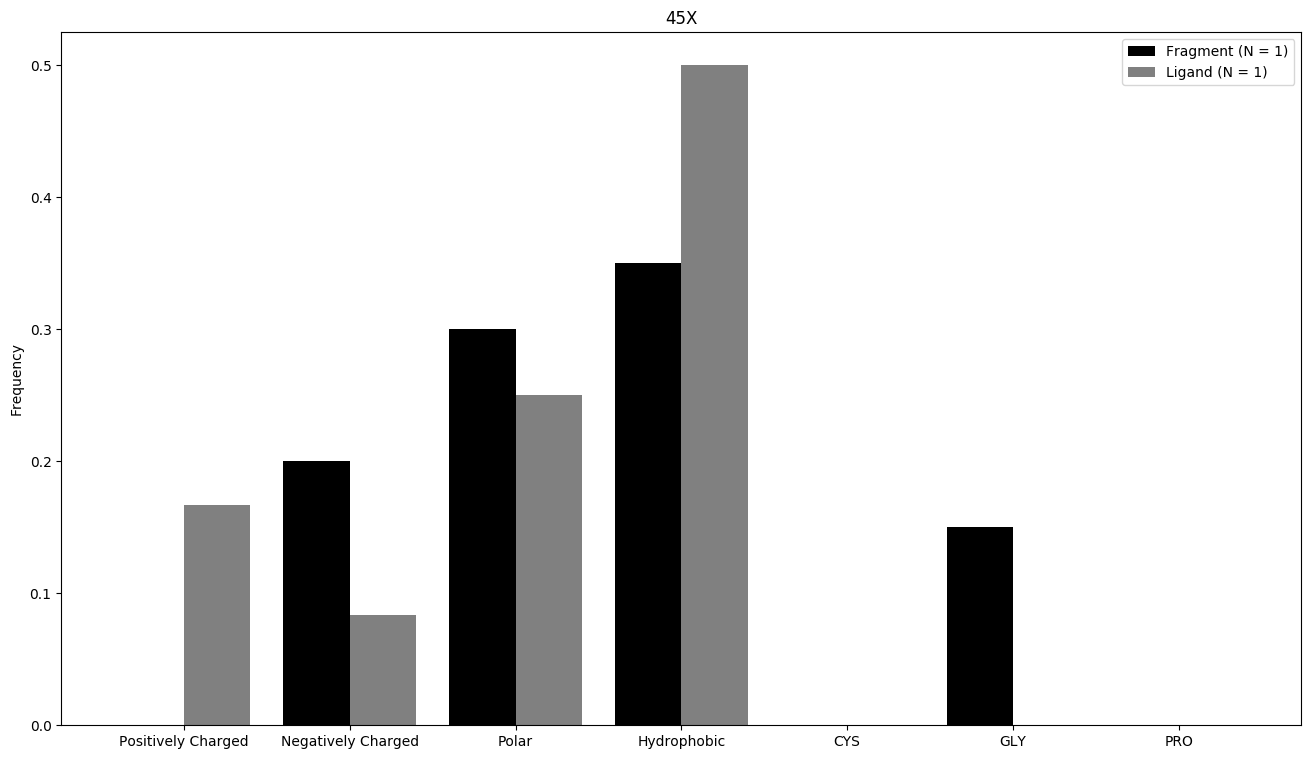 45X
Fragment (N = 1)
Ligand (N = 1)
Frequency
0.5
0.4
0.3
0.2
0.1
0.0
Positively Charged Negatively Charged Polar Hydrophobic CYS GLY PRO